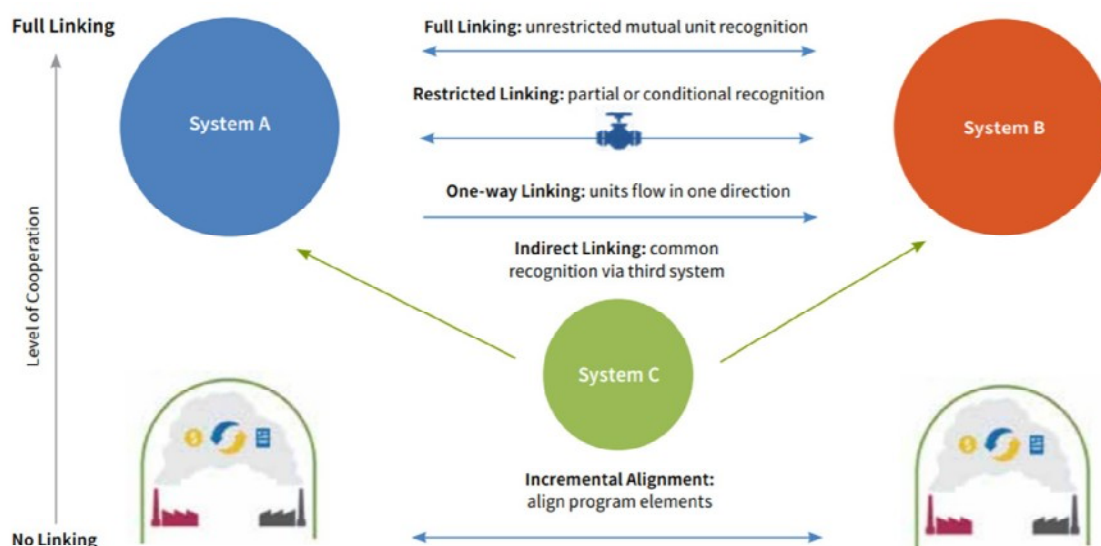 Full Linking
Full Linking: unrestricted mutual unit recognition
Restricted Linking: partial or conditional recognition
System A
System B
One-way Linking: units flow in one direction
Indirect Linking: common
recognition via third system
Level of Cooperation
System C
Incremental Alignment:
align program elements
No Linking